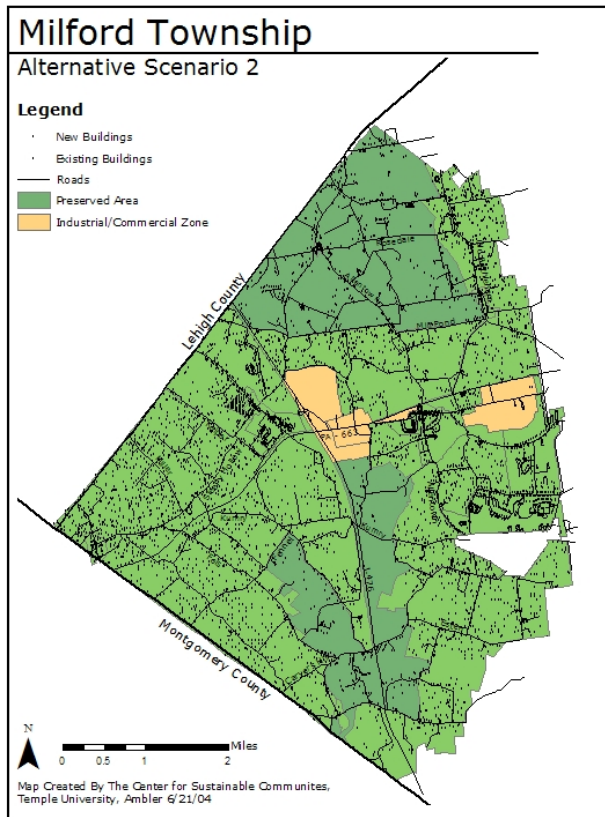 Milford Township
Alternative Scenario 2
Legend
New Buildings
Existing Buildings
Roads
Preserved Area
Industrial/Commercial Zone
Lehigh County
PA - 663
Montgomery County
N
Miles
0 0.5 1 2
Map Created By The Center for Sustainable Communites,
Temple University, Ambler 6/21/04